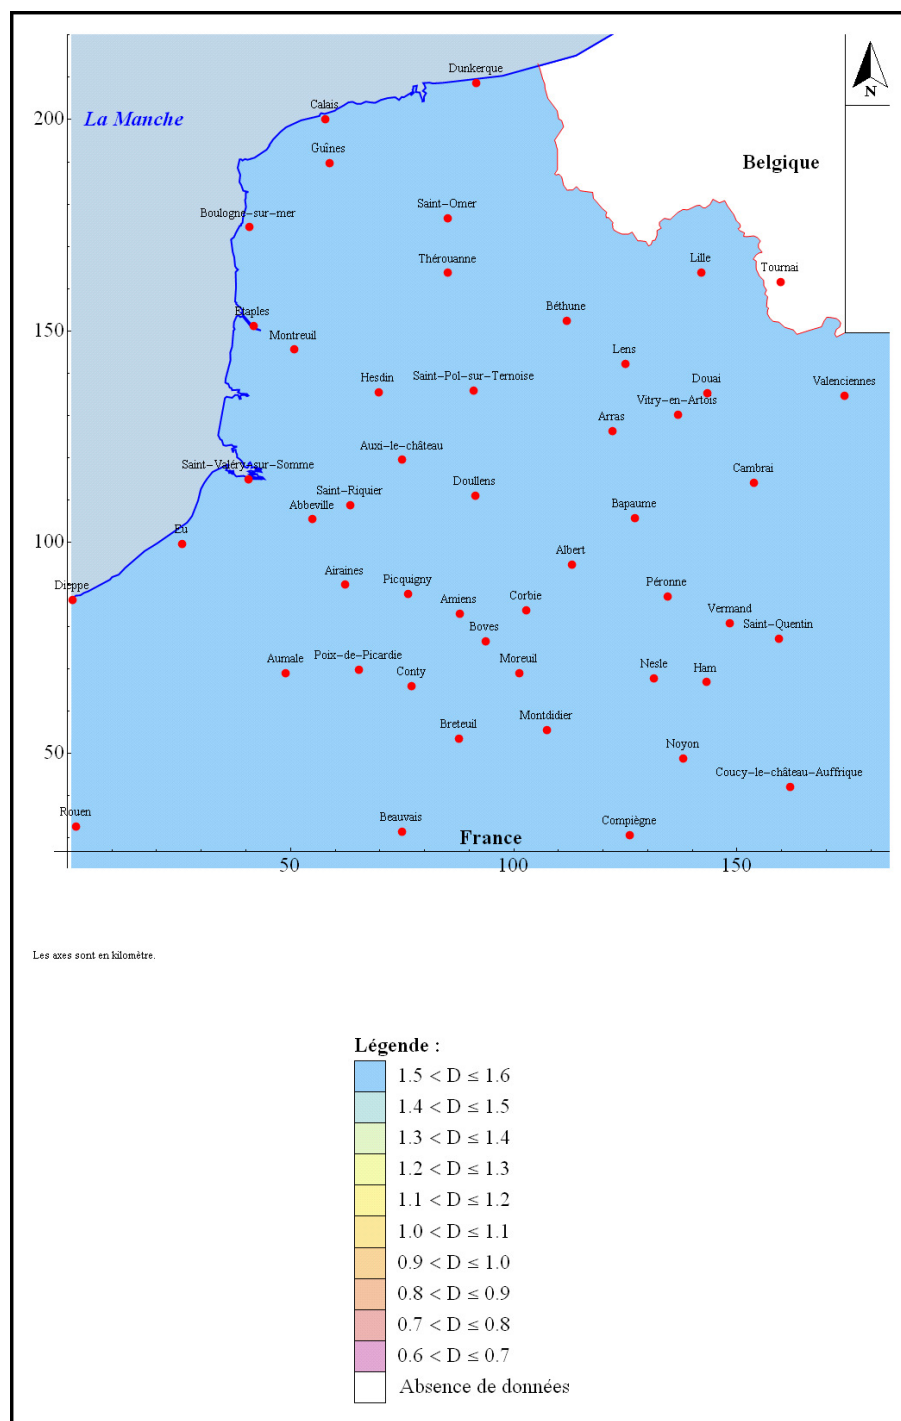 Dunkerque
N
Calais
200
La Manche
Guînes
Belgique
Saint-Omer
Boulogne-sur-mer
Thérouanne
Lille
Tournai
Béthune
Etaples
150
Montreuil
Lens
Hesdin
Saint-Pol-sur-Ternoise
Douai
Valenciennes
Vitry-en-Artois
Arras
Auxi-le-château
Saint-Valéry-sur-Somme
Cambrai
Doullens
Saint-Riquier
Abbeville
Bapaume
Eu
100
Albert
Airaines
Picquigny
Péronne
Dieppe
Amiens
Corbie
Vermand
Boves
Saint-Quentin
Aumale
Poix-de-Picardie
Conty
Moreuil
Nesle
Ham
Breteuil
Montdidier
50
Noyon
Coucy-le-château-Auffrique
Rouen
Beauvais
Compiègne
France
50 100 150
Les axes sont en kilomètre.
Légende :
1.5 < D ≤ 1.6
1.4 < D ≤ 1.5
1.3 < D ≤ 1.4
1.2 < D ≤ 1.3
1.1 < D ≤ 1.2
1.0 < D ≤ 1.1
0.9 < D ≤ 1.0
0.8 < D ≤ 0.9
0.7 < D ≤ 0.8
0.6 < D ≤ 0.7
Absence de données